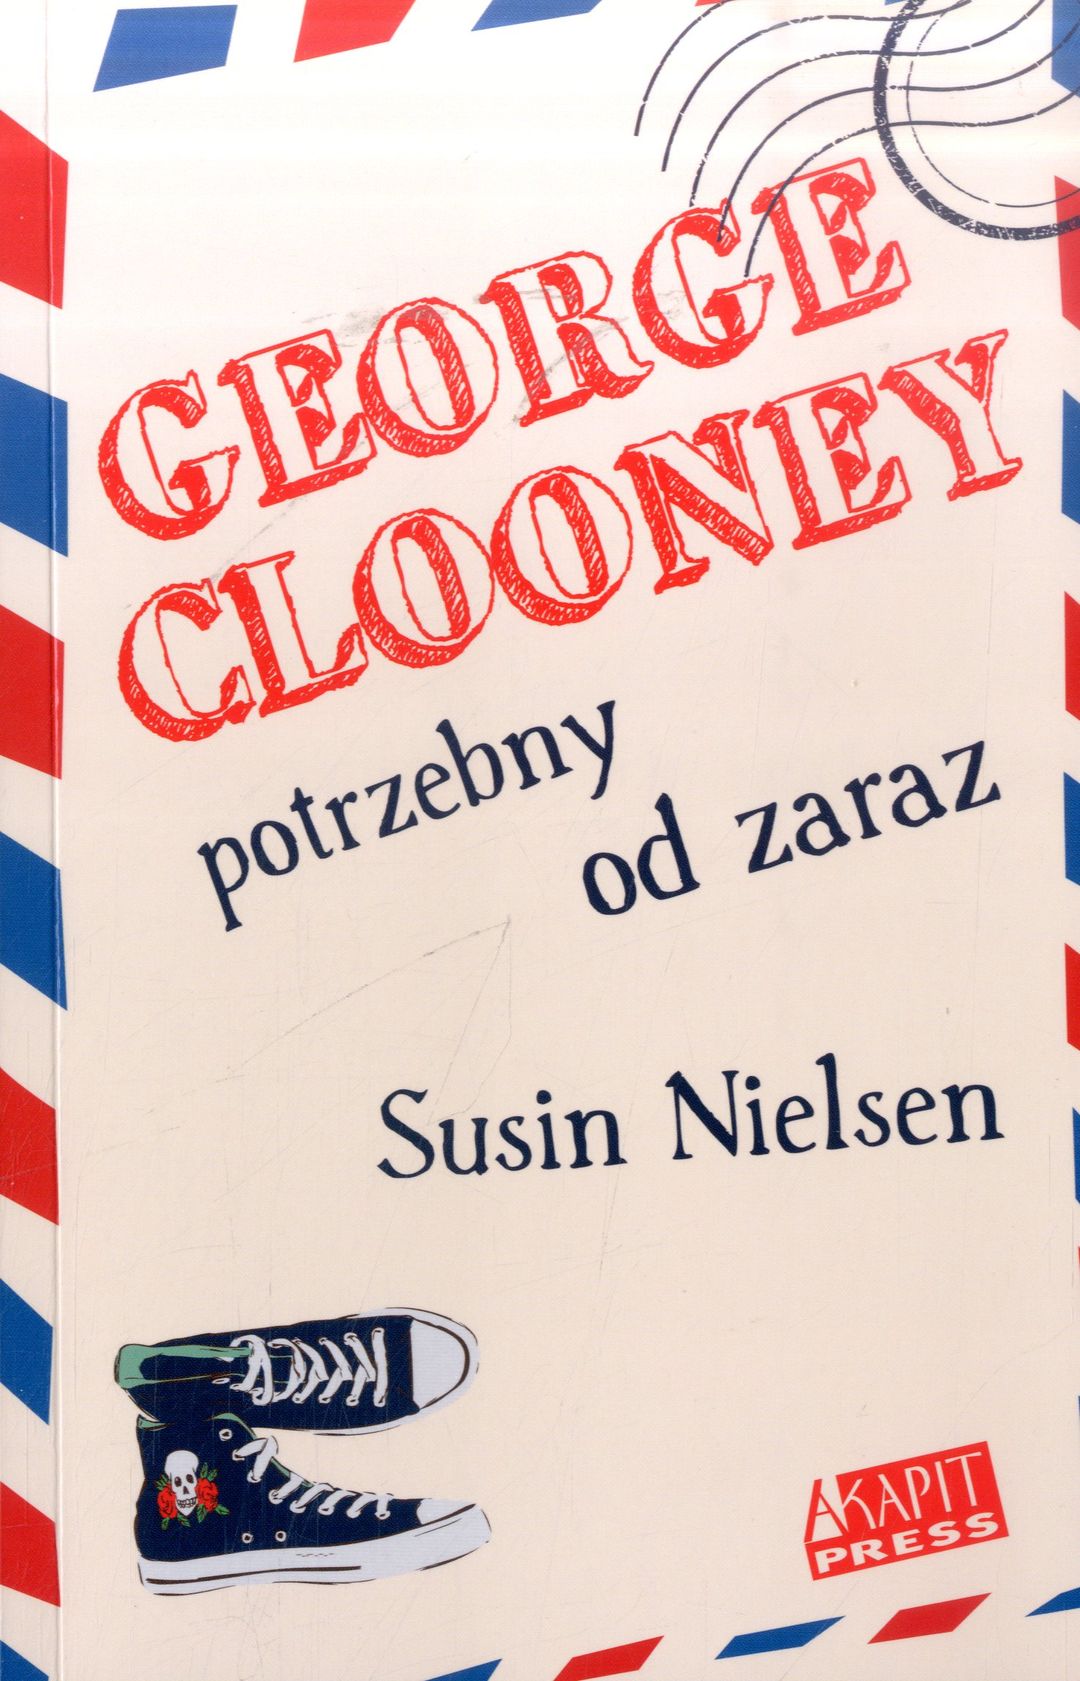 GEORGE
CLOONEY
potrzebny
od zaraz
Susin Nielsen
AKAPIT
PRESS